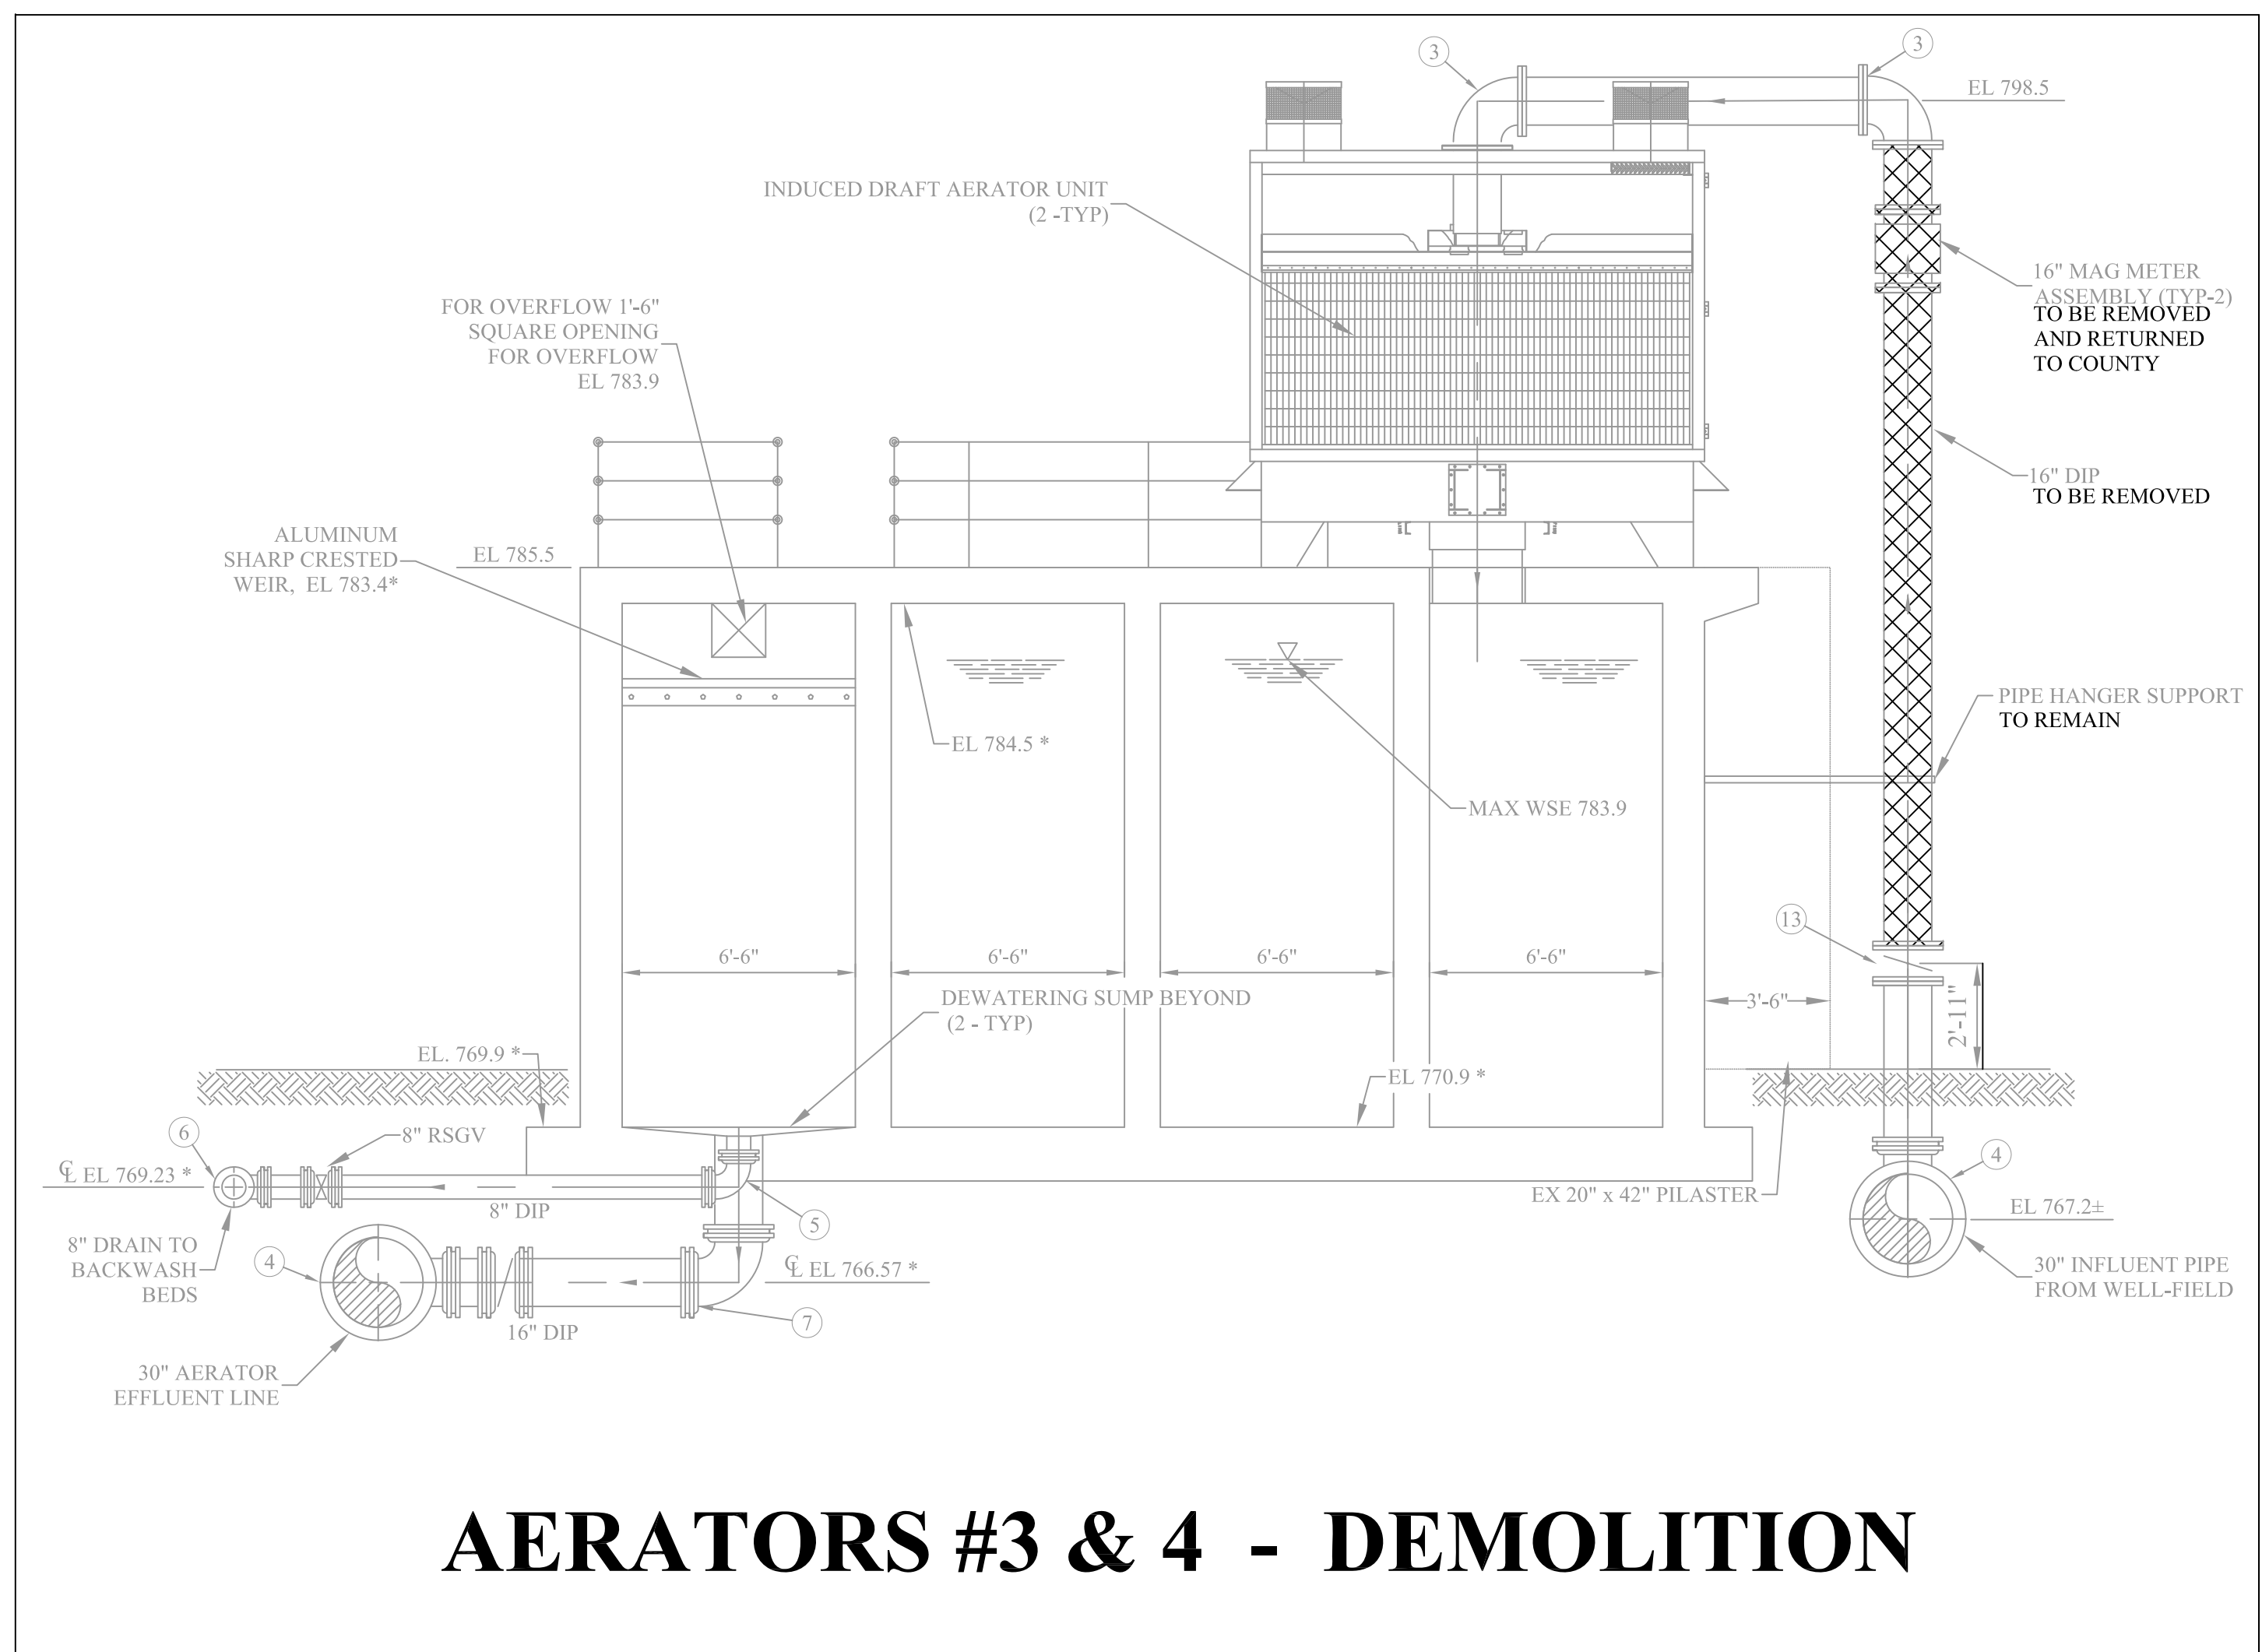 3
3
EL 798.5
INDUCED DRAFT AERATOR UNIT
(2 -TYP)
16" MAG METER
ASSEMBLY (TYP-2)
TO BE REMOVED
AND RETURNED
TO COUNTY
FOR OVERFLOW 1'-6"
SQUARE OPENING
FOR OVERFLOW
EL 783.9
16" DIP
TO BE REMOVED
ALUMINUM
SHARP CRESTED
WEIR, EL 783.4*
EL 785.5
PIPE HANGER SUPPORT
TO REMAIN
EL 784.5 *
MAX WSE 783.9
13
6'-6"
6'-6"
6'-6"
6'-6"
DEWATERING SUMP BEYOND
(2 - TYP)
3'-6"
2'-11"
EL. 769.9 *
EL 770.9 *
6
8" RSGV
℄ EL 769.23 *
4
8" DIP
EX 20" x 42" PILASTER
EL 767.2±
5
8" DRAIN TO
BACKWASH
BEDS
4
℄ EL 766.57 *
30" INFLUENT PIPE
FROM WELL-FIELD
16" DIP
7
30" AERATOR
EFFLUENT LINE
AERATORS #3 & 4 - DEMOLITION